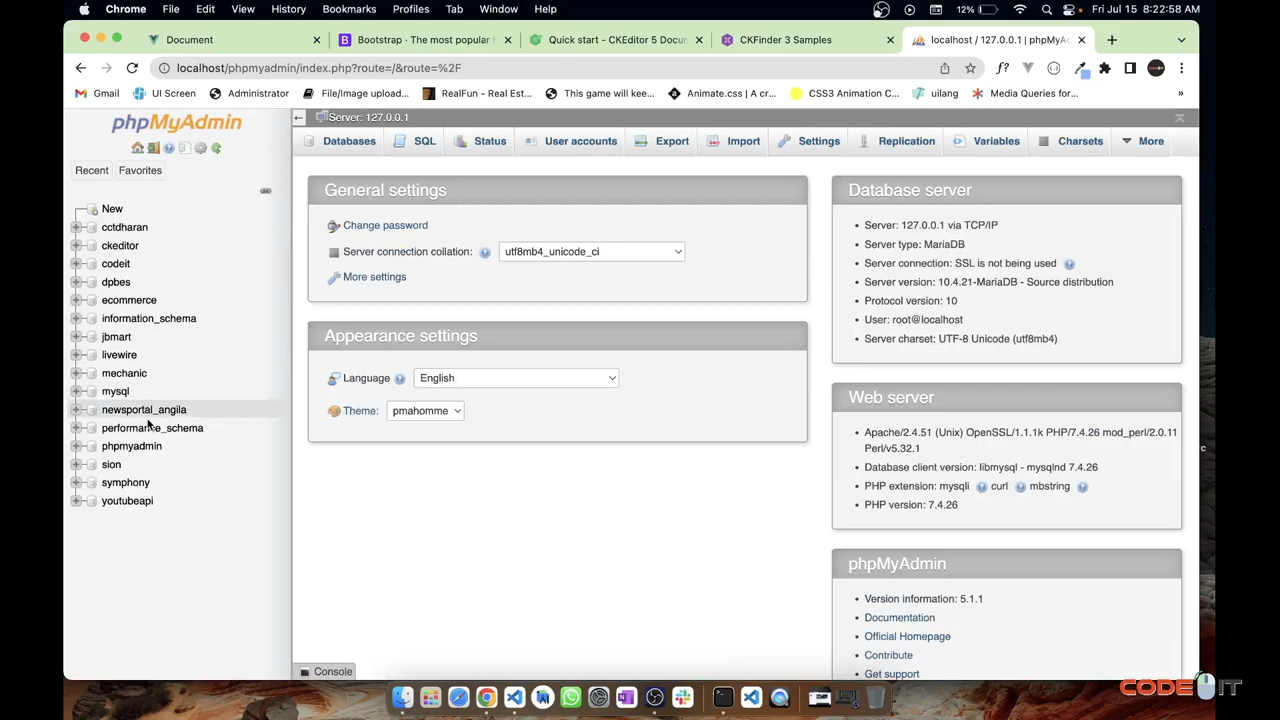 Chrome File Edit View History Bookmarks Profiles Tab Window Help 12% Fri Jul 15 8:22:58 AM
Document Quick start - CKEditor 5 Docum CKFinder 3 Samples localhost / 127.0.0.1 | phpMyA
Bootstrap · The most popular
localhost/phpmyadmin/index.php?route=/&route=%2F f?
Gmail UI Screen Administrator File/Image upload... RealFun - Real Est... This game will kee... Animate.css | A cr... CSS3 Animation C... uilang Media Queries for... »
phpMyAdmin
Recent Favorites
New
cctdharan
ckeditor
codeit
dpbes
ecommerce
information_schema
jbmart
livewire
mechanic
mysql
newsportal_angila
performance_schema
phpmyadmin
sion
symphony
youtubeapi
Server: 127.0.0.1
Databases SQL Status User accounts Export Import Settings Replication Variables Charsets More
General settings
Change password
Server connection collation: utf8mb4_unicode_ci
More settings
Appearance settings
Language English
Theme: pmahomme
Database server
Server: 127.0.0.1 via TCP/IP
Server type: MariaDB
Server connection: SSL is not being used
Server version: 10.4.21-MariaDB - Source distribution
Protocol version: 10
User: root@localhost
Server charset: UTF-8 Unicode (utf8mb4)
Web server
Apache/2.4.51 (Unix) OpenSSL/1.1.1k PHP/7.4.26 mod_perl/2.0.11
Perl/v5.32.1
Database client version: libmysql - mysqlnd 7.4.26
PHP extension: mysqli curl mbstring
PHP version: 7.4.26
phpMyAdmin
Version information: 5.1.1
Documentation
Official Homepage
Contribute
Get support
Console
CODE IT